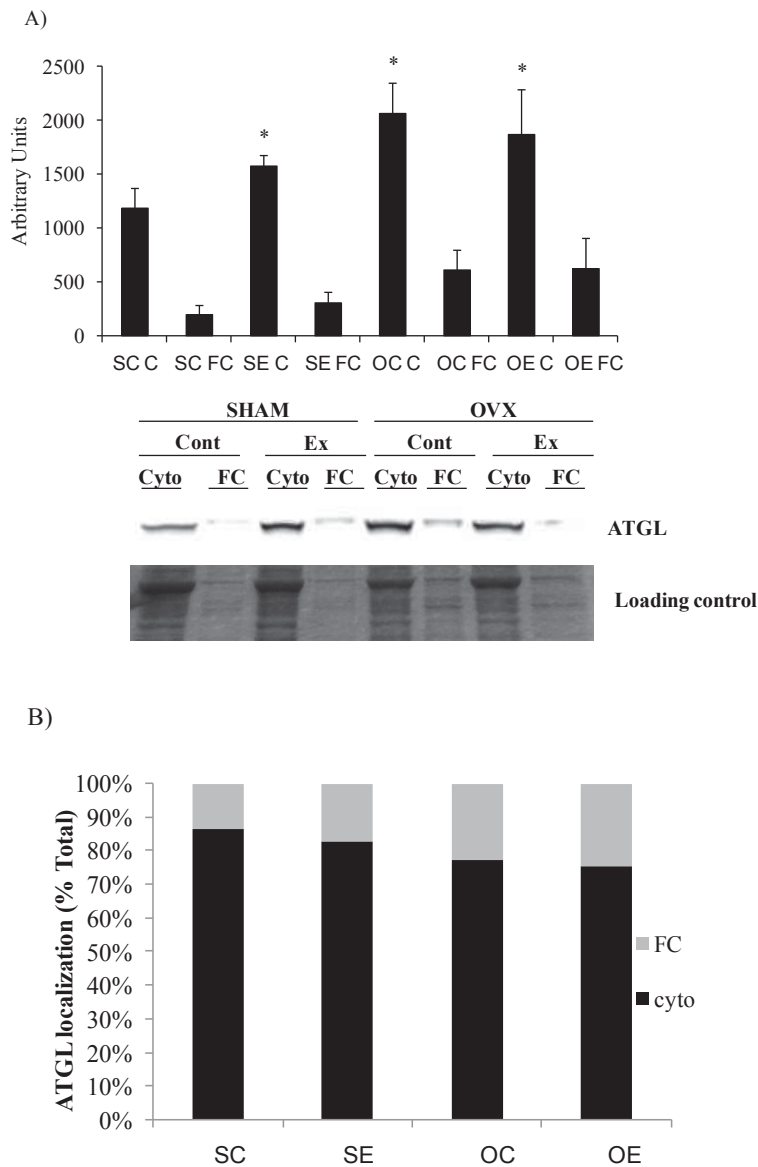 A)
Arbitrary Units
2500
2000
1500
1000
500
0
*
*
*
SC C SC FC SE C SE FC OC C OC FC OE C OE FC
SHAM OVX
Cont Ex Cont Ex
Cyto FC Cyto FC Cyto FC Cyto FC
ATGL
Loading control
B)
ATGL localization (% Total)
100%
90%
80%
70%
60%
50%
40%
30%
20%
10%
0%
FC
cyto
SC SE OC OE